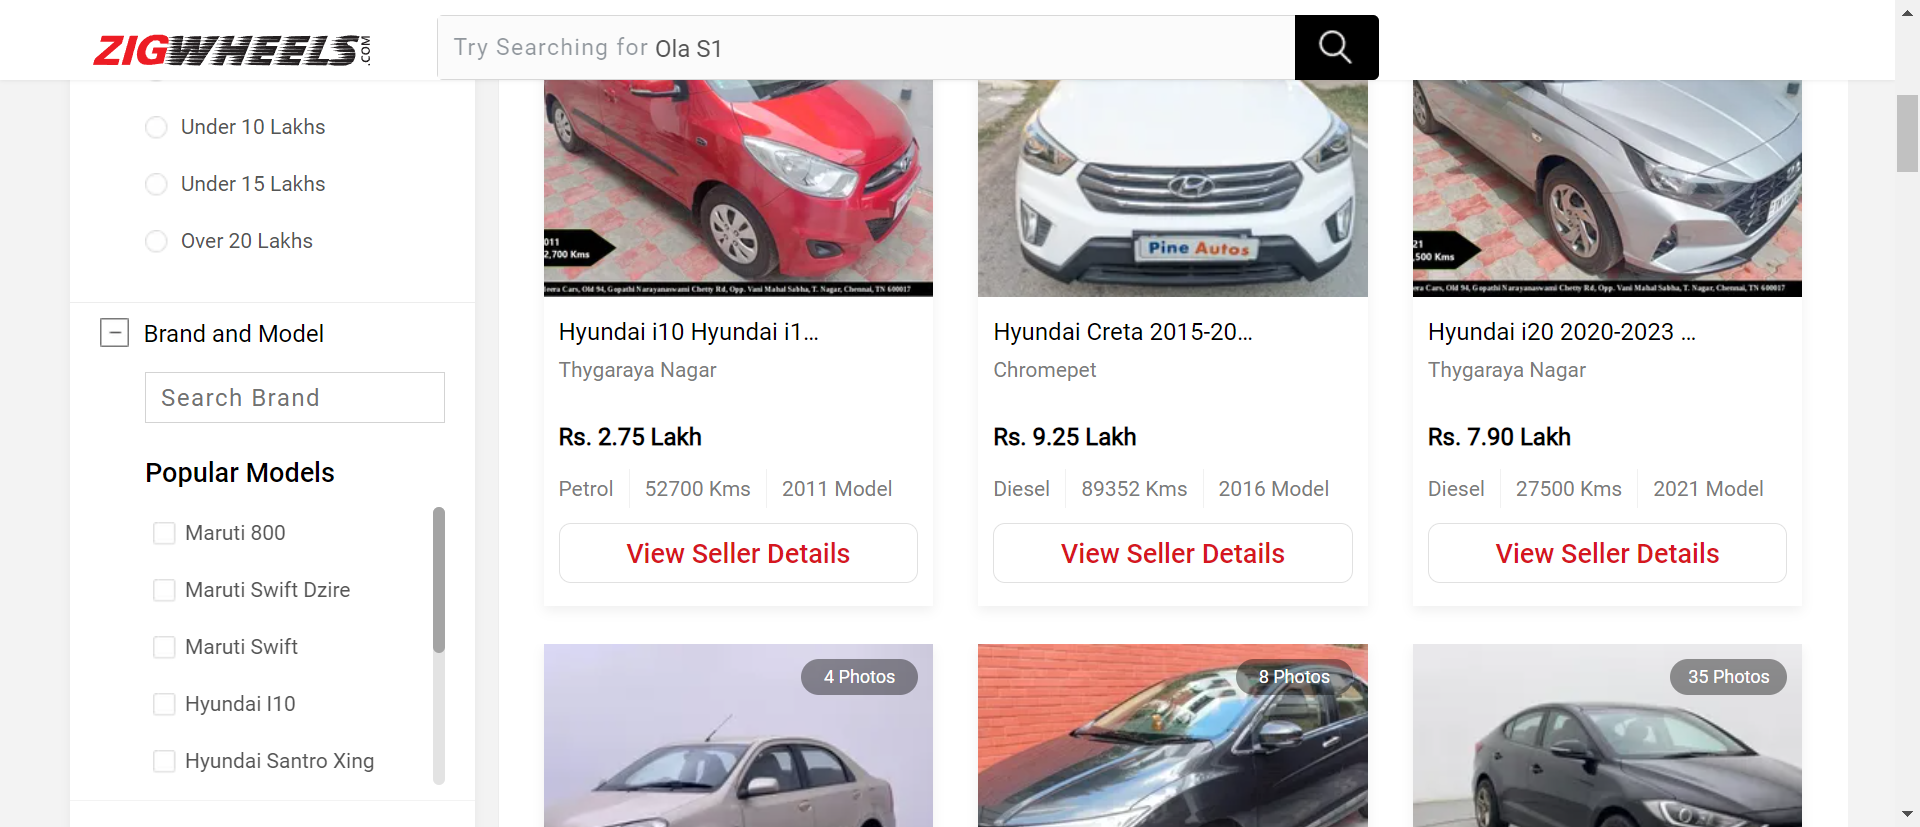 ZIGWHEELS.COM
Try Searching for Ola S1
Under 10 Lakhs
Under 15 Lakhs
Over 20 Lakhs
Brand and Model
Search Brand
Popular Models
Maruti 800
Maruti Swift Dzire
Maruti Swift
Hyundai I10
Hyundai Santro Xing
011
2,700 Kms
eera Cars, Old 94, Gopathi Narayanaswami Chetty Rd, Opp. Vani Mahal Sabha, T. Nagar, Chennai, TN 600017
Hyundai i10 Hyundai i1...
Thygaraya Nagar
Rs. 2.75 Lakh
Petrol 52700 Kms 2011 Model
View Seller Details
Pine Autos
Hyundai Creta 2015-20...
Chromepet
Rs. 9.25 Lakh
Diesel 89352 Kms 2016 Model
View Seller Details
21
,500 Kms
era Cars, Old 94, Gopathi Narayanaswami Chetty Rd, Opp. Vani Mahal Sabha, T. Nagar, Chennai, TN 600017
Hyundai i20 2020-2023 ...
Thygaraya Nagar
Rs. 7.90 Lakh
Diesel 27500 Kms 2021 Model
View Seller Details
4 Photos
8 Photos
35 Photos